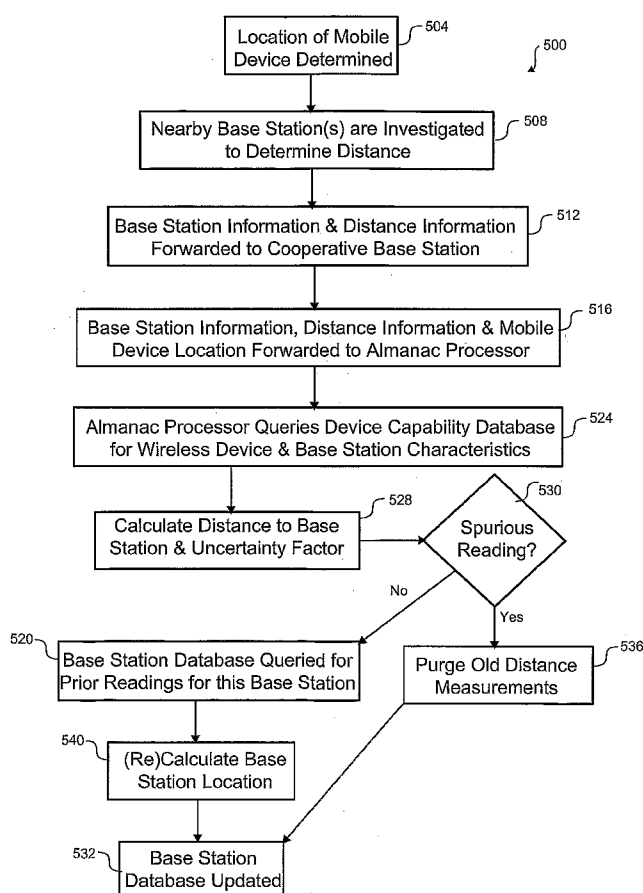 Location of Mobile
Device Determined
504
500
Nearby Base Station(s) are Investigated
to Determine Distance
508
Base Station Information & Distance Information
Forwarded to Cooperative Base Station
512
Base Station Information, Distance Information & Mobile
Device Location Forwarded to Almanac Processor
516
Almanac Processor Queries Device Capability Database
for Wireless Device & Base Station Characteristics
524
Calculate Distance to Base
Station & Uncertainty Factor
528
530
Spurious
Reading?
No
Yes
520
Base Station Database Queried for
Prior Readings for this Base Station
Purge Old Distance
Measurements
536
540
(Re)Calculate Base
Station Location
532
Base Station
Database Updated